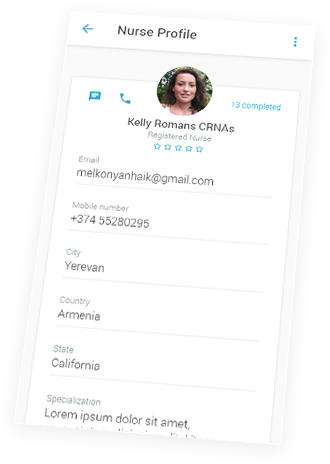 Nurse Profile
13 completed
Kelly Romans CRNAs
Registered Nurse
Email
melkonyanhaik@gmail.com
Mobile number
+374 55280295
City
Yerevan
Country
Armenia
State
California
Specialization
Lorem ipsum dolor sit amet,